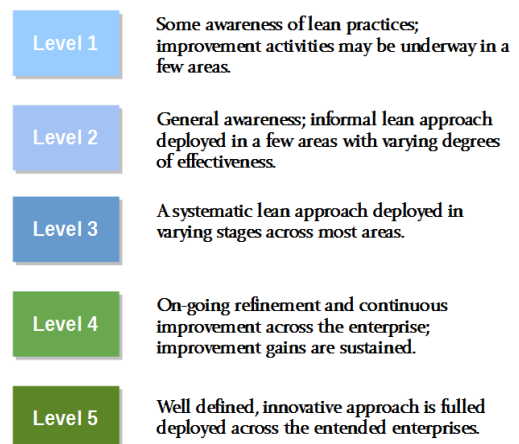 Level 1
Some awareness of lean practices;
improvement activities may be underway in a
few areas.
Level 2
General awareness; informal lean approach
deployed in a few areas with varying degrees
of effectiveness.
Level 3
A systematic lean approach deployed in
varying stages across most areas.
Level 4
On-going refinement and continuous
improvement across the enterprise;
improvement gains are sustained.
Level 5
Well defined, innovative approach is fulled
deployed across the entended enterprises.